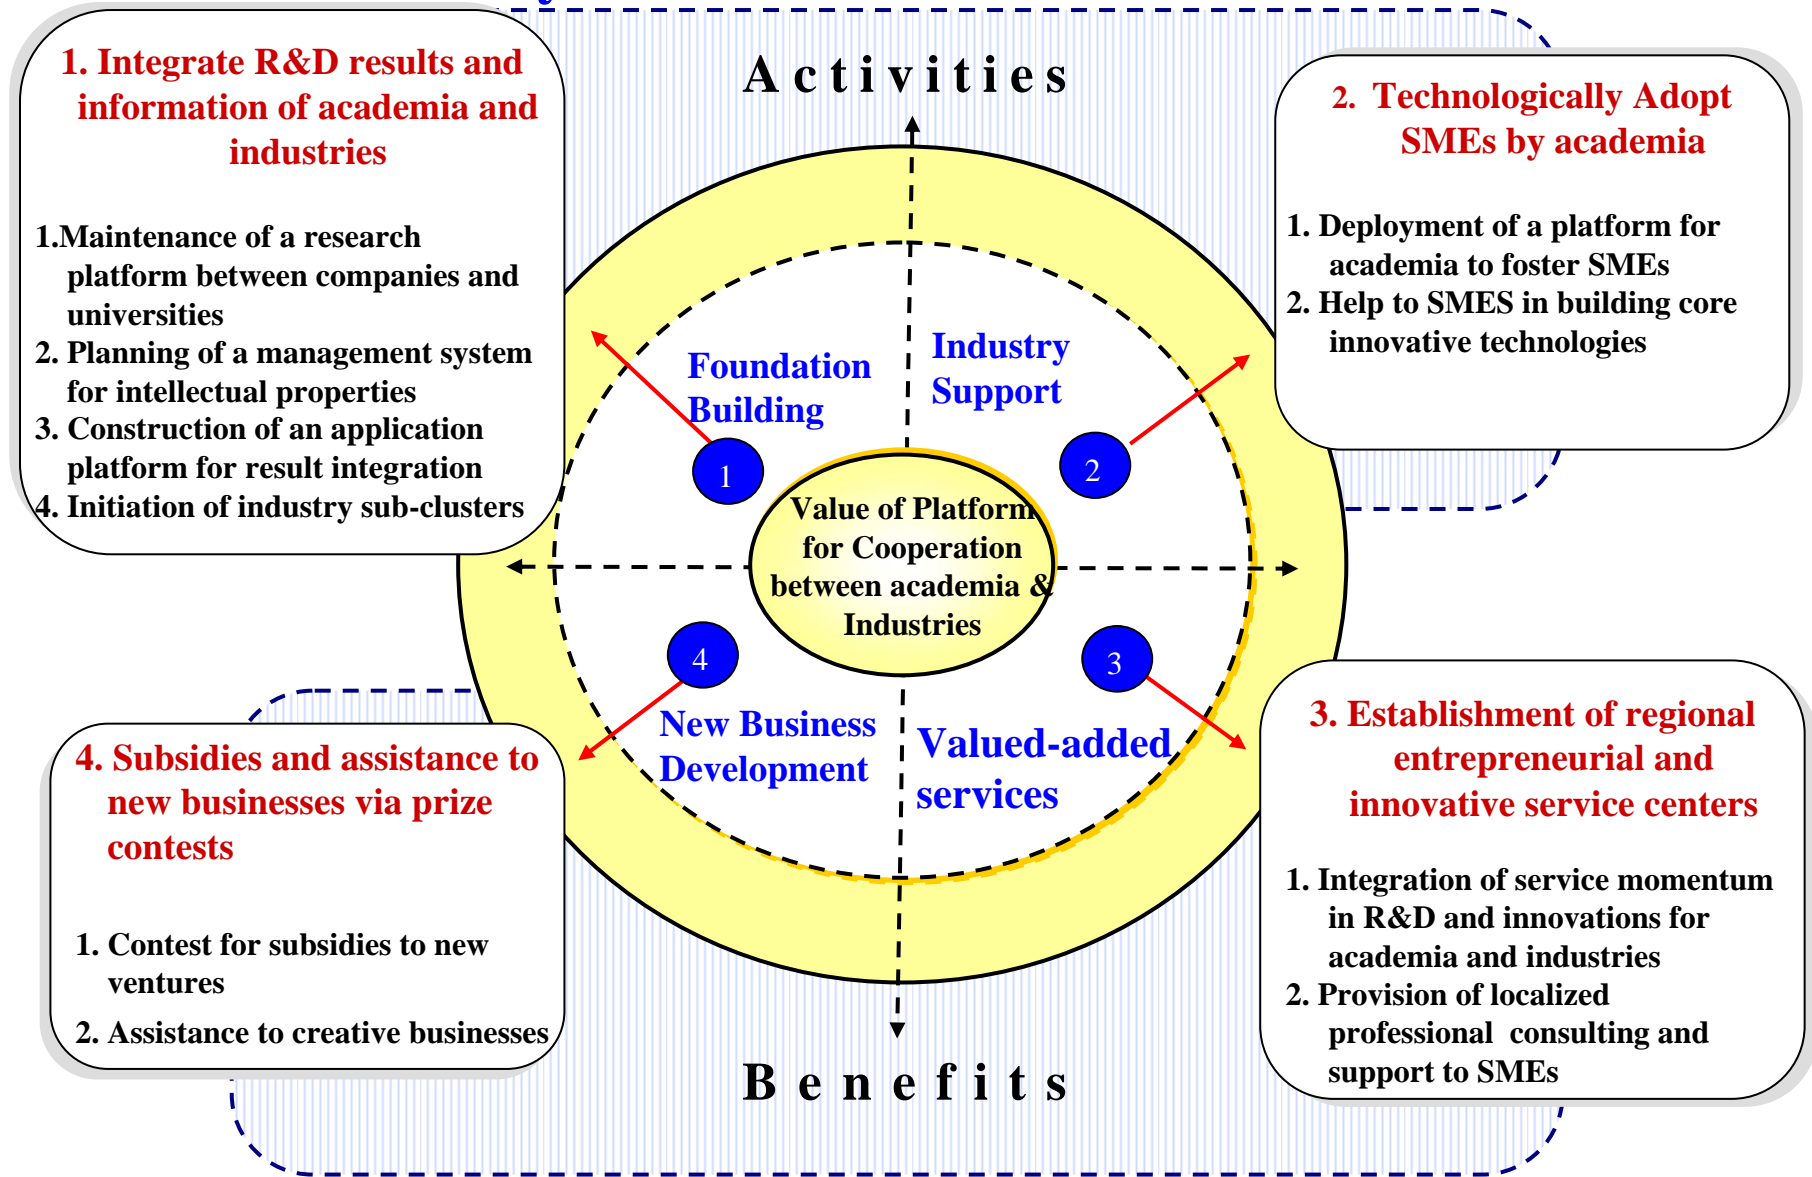 Activities
1. Integrate R&D results and
information of academia and
industries
1.Maintenance of a research
platform between companies and
universities
2. Planning of a management system
for intellectual properties
3. Construction of an application
platform for result integration
4. Initiation of industry sub-clusters
2. Technologically Adopt
SMEs by academia
1. Deployment of a platform for
academia to foster SMEs
2. Help to SMES in building core
innovative technologies
Foundation
Building
Industry
Support
1
2
Value of Platform
for Cooperation
between academia &
Industries
4
3
New Business
Development
Valued-added
services
4. Subsidies and assistance to
new businesses via prize
contests
1. Contest for subsidies to new
ventures
2. Assistance to creative businesses
3. Establishment of regional
entrepreneurial and
innovative service centers
1. Integration of service momentum
in R&D and innovations for
academia and industries
2. Provision of localized
professional consulting and
support to SMEs
Benefits